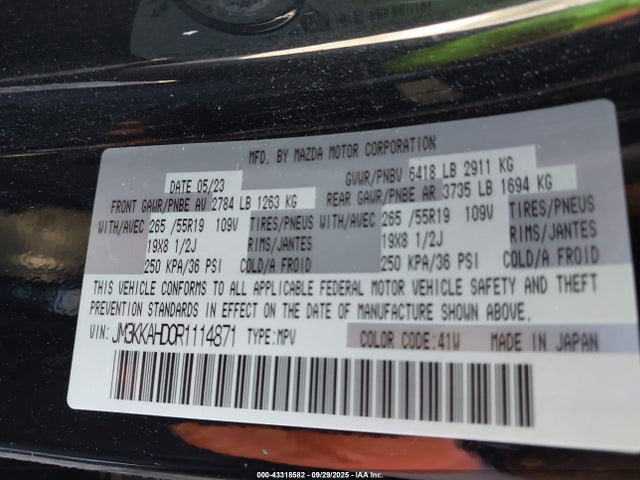 MFD. BY MAZDA MOTOR CORPORATION
DATE 05/23 GVWR/PNBV 6418 LB 2911 KG
FRONT GAWR/PNBE AV 2784 LB 1263 KG REAR GAWR/PNBE AR 3735 LB 1694 KG
WITH/AVEC 265 /55R19 109V TIRES/PNEUS WITH/AVEC 265 /55R19 109V TIRES/PNEUS
19X8 1/2J RIMS/JANTES 19X8 1/2J RIMS/JANTES
250 KPA/36 PSI COLD/A FROID 250 KPA/36 PSI COLD/A FROID
THIS VEHICLE CONFORMS TO ALL APPLICABLE FEDERAL MOTOR VEHICLE SAFETY AND THEFT
PREVENTION STANDARDS IN EFFECT ON THE DATE OF MANUFACTURE SHOWN ABOVE.
VIN: JM3KKAHD0R1114871 TYPE:MPV COLOR CODE:41W MADE IN JAPAN
000-43318582 - 09/29/2025 - IAA Inc.